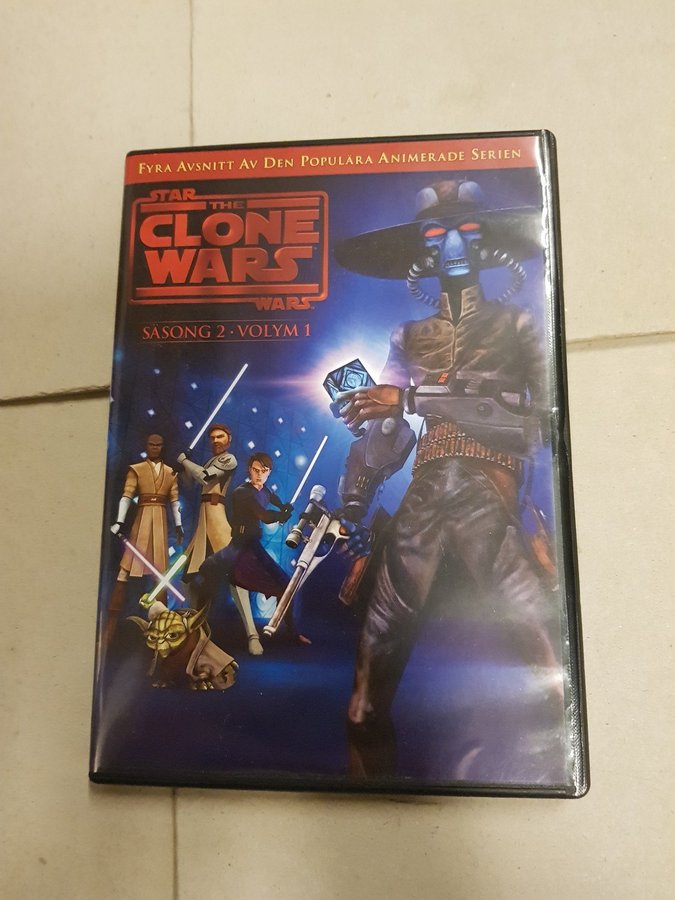 FYRA AVSNITT AV DEN POPULÄRA ANIMERADE SERIEN
STAR
THE
CLONE
WARS
WARS
SÄSONG 2 · VOLYM 1